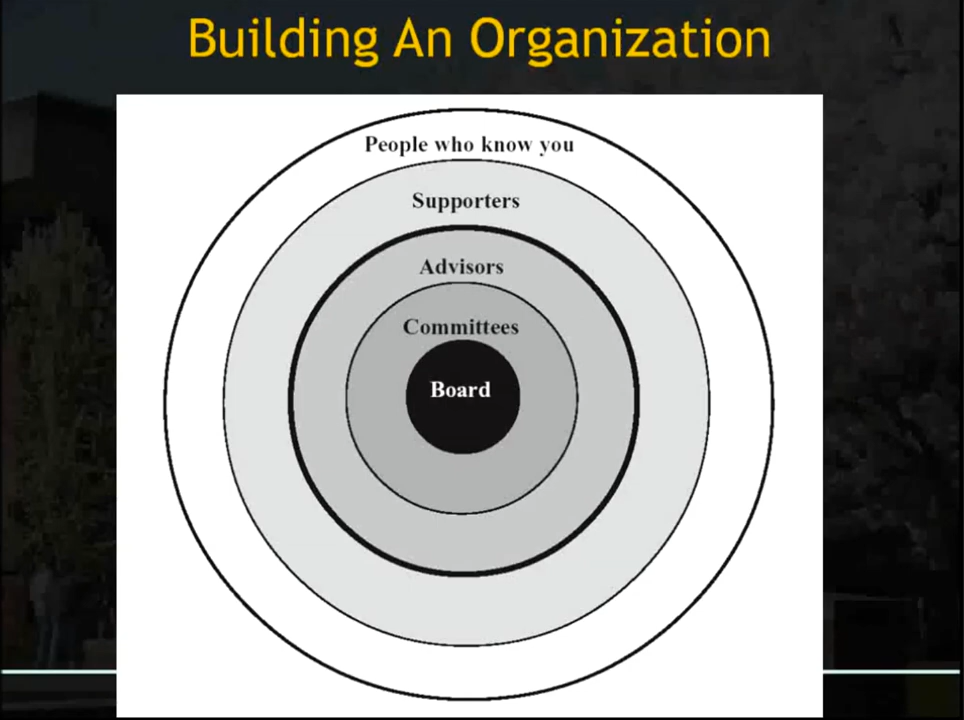 Building An Organization
People who know you
Supporters
Advisors
Committees
Board